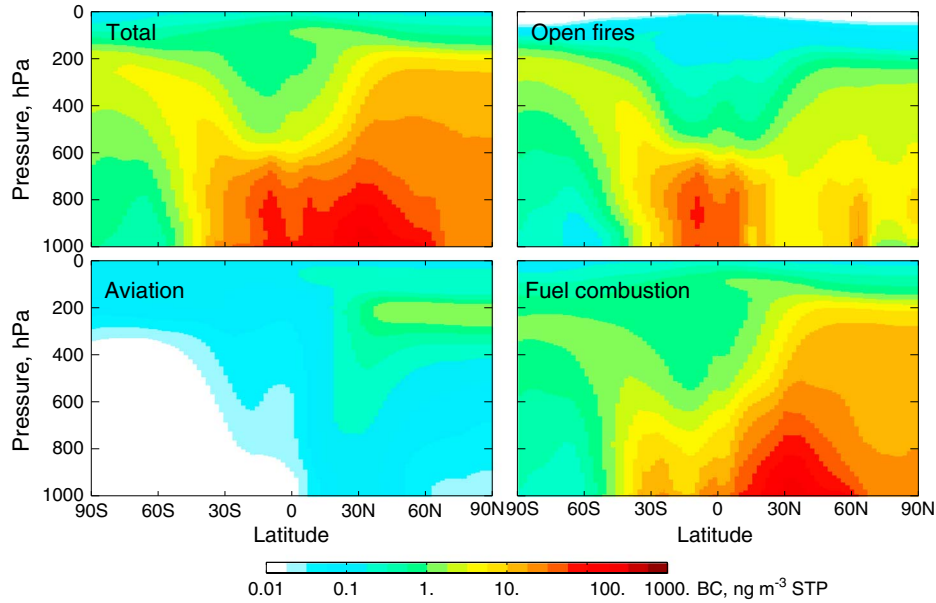 Total
Open fires
0
200
400
600
800
1000
Pressure, hPa
Aviation
Fuel combustion
0
200
400
600
800
1000
Pressure, hPa
90S 60S 30S 0 30N 60N 90N
90S 60S 30S 0 30N 60N 90N
Latitude
Latitude
0.01 0.1 1. 10. 100. 1000. BC, ng m⁻³ STP